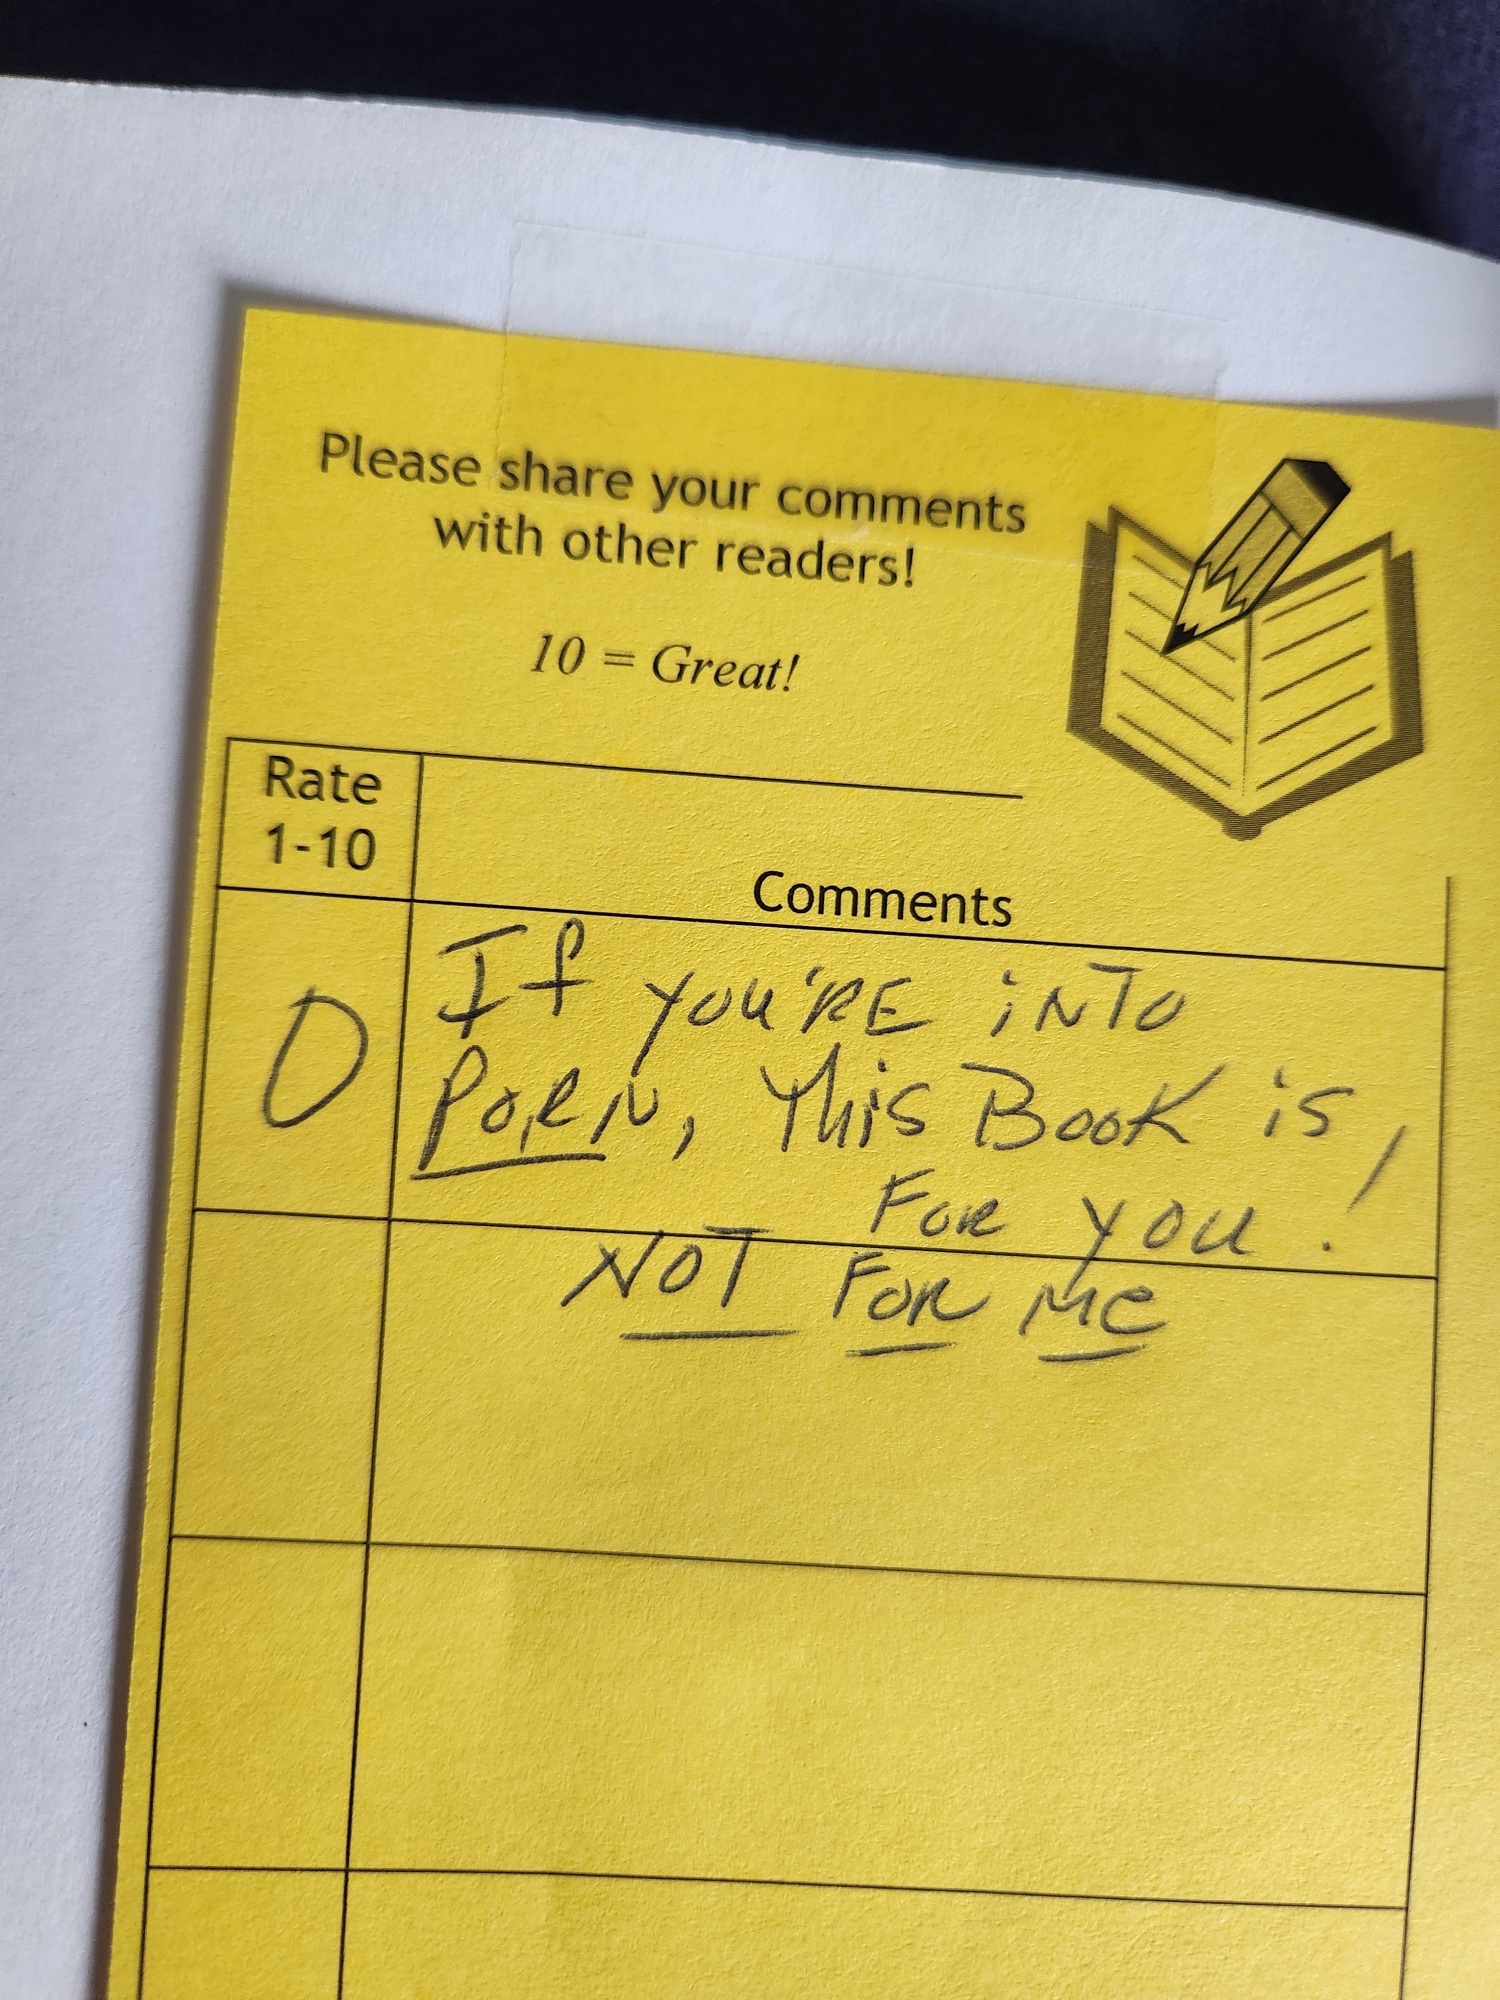 Please share your comments
with other readers!
10 = Great!
Rate
1-10
Comments
0
If you'RE iNTo
PORN, This Book is,
FOR YOU!
NOT FOR Me